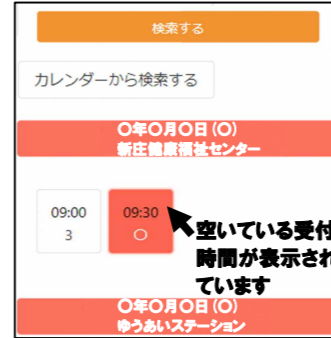 検索する
カレンダーから検索する
〇年〇月〇日(〇)
新庄健康福祉センター
09:00
3
09:30
〇
空いている受付
時間が表示され
ています
〇年〇月〇日(〇)
ゆうあいステーション